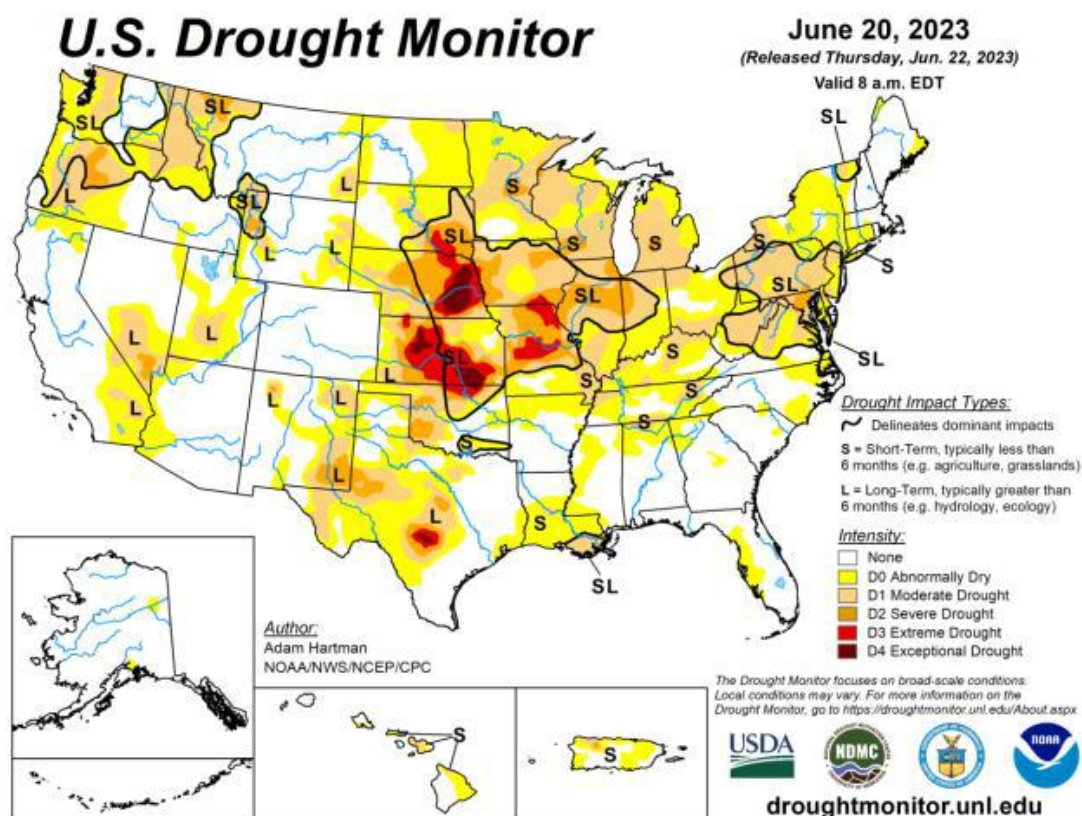 U.S. Drought Monitor
June 20, 2023
(Released Thursday, Jun. 22, 2023)
Valid 8 a.m. EDT
SL
SL
SL
L
SL
L
L
L
SL
S
S
S
S
SL
S
SL
SL
L
L
L
L
SL
L
S
S
S
S
L
L
S
L
L
S
SL
Drought Impact Types:
Delineates dominant impacts
S = Short-Term, typically less than
6 months (e.g. agriculture, grasslands)
L = Long-Term, typically greater than
6 months (e.g. hydrology, ecology)
Intensity:
None
D0 Abnormally Dry
D1 Moderate Drought
D2 Severe Drought
D3 Extreme Drought
D4 Exceptional Drought
Author:
Adam Hartman
NOAA/NWS/NCEP/CPC
S
S
The Drought Monitor focuses on broad-scale conditions.
Local conditions may vary. For more information on the
Drought Monitor, go to https://droughtmonitor.unl.edu/About.aspx
USDA
NDMC
NOAA
droughtmonitor.unl.edu